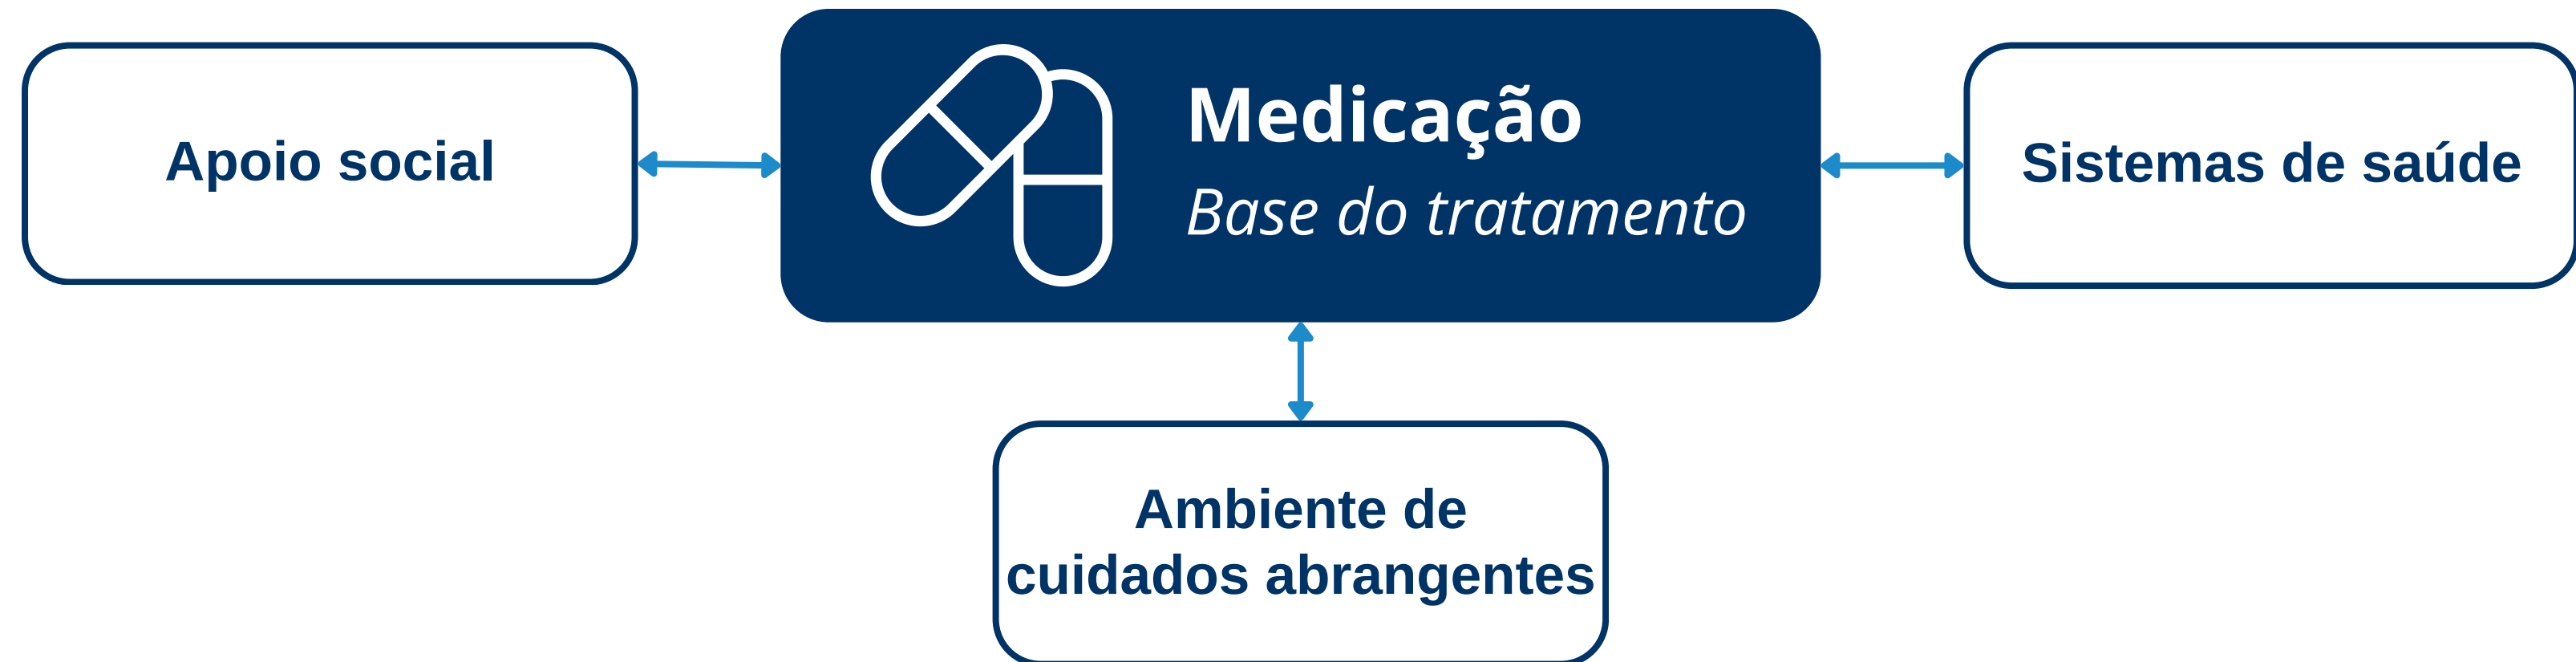 Apoio social
Medicação
Base do tratamento
Sistemas de saúde
Ambiente de
cuidados abrangentes